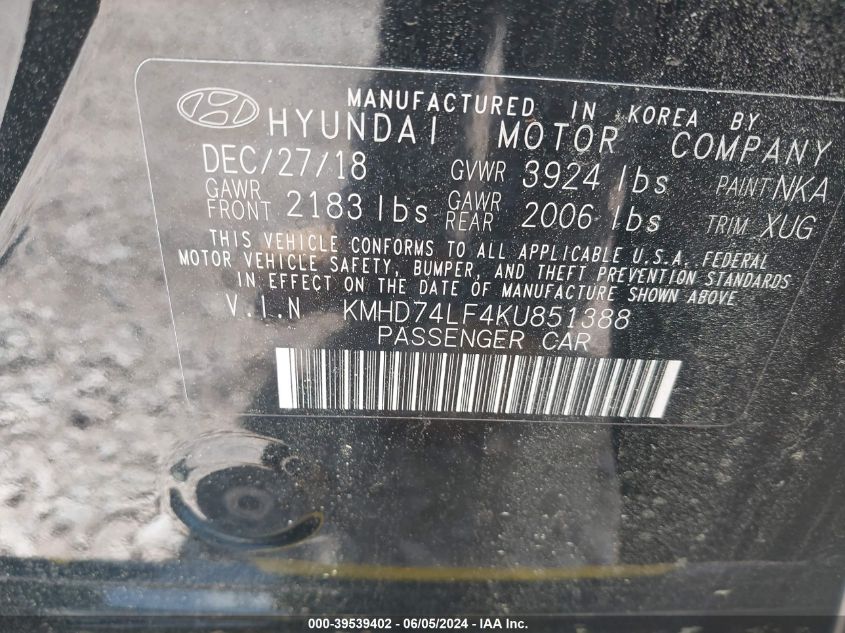 MANUFACTURED IN KOREA BY
HYUNDAI MOTOR COMPANY
DEC/27/18 GVWR 3924 lbs PAINT NKA
GAWR FRONT 2183 lbs GAWR REAR 2006 lbs TRIM XUG
THIS VEHICLE CONFORMS TO ALL APPLICABLE U.S.A. FEDERAL
MOTOR VEHICLE SAFETY, BUMPER, AND THEFT PREVENTION STANDARDS
IN EFFECT ON THE DATE OF MANUFACTURE SHOWN ABOVE
V.I.N KMHD74LF4KU851388
PASSENGER CAR
000-39539402 - 06/05/2024 - IAA Inc.